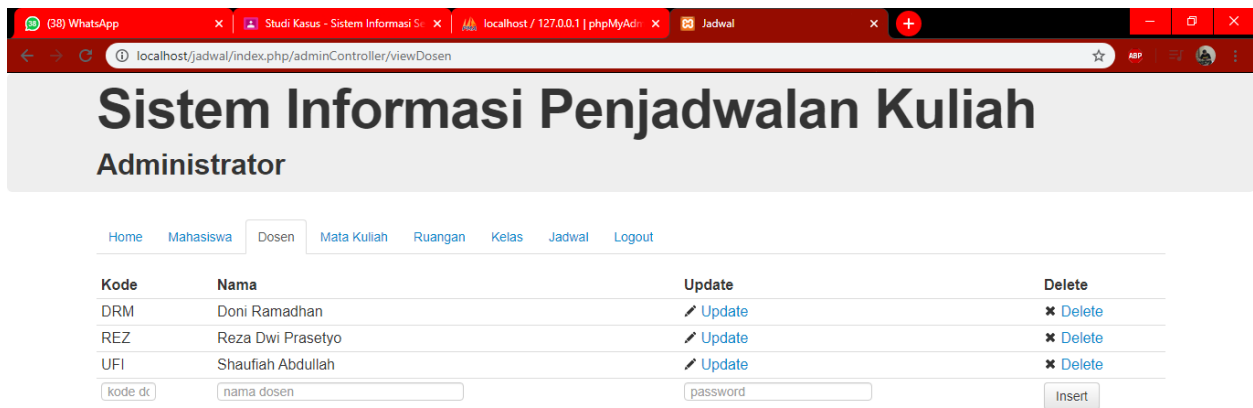 38 (38) WhatsApp Studi Kasus - Sistem Informasi Se localhost / 127.0.0.1 | phpMyAdm Jadwal
localhost/jadwal/index.php/adminController/viewDosen ABP
Sistem Informasi Penjadwalan Kuliah
Administrator
Home Mahasiswa Dosen Mata Kuliah Ruangan Kelas Jadwal Logout
Kode Nama Update Delete
DRM Doni Ramadhan Update Delete
REZ Reza Dwi Prasetyo Update Delete
UFI Shaufiah Abdullah Update Delete
kode dc nama dosen password Insert